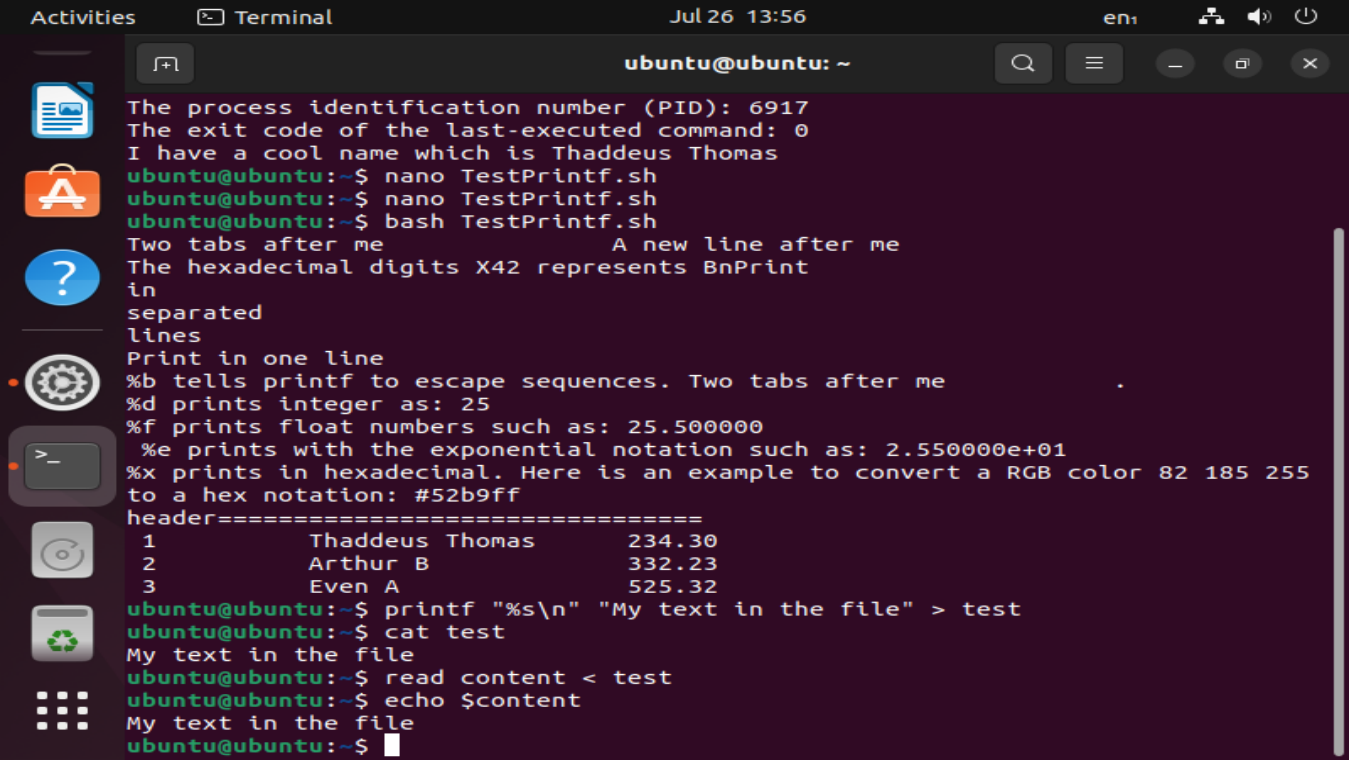 Activities Terminal Jul 26 13:56 en₁
ubuntu@ubuntu: ~
The process identification number (PID): 6917
The exit code of the last-executed command: 0
I have a cool name which is Thaddeus Thomas
ubuntu@ubuntu:~$ nano TestPrintf.sh
ubuntu@ubuntu:~$ nano TestPrintf.sh
ubuntu@ubuntu:~$ bash TestPrintf.sh
Two tabs after me               A new line after me
The hexadecimal digits X42 represents BnPrint
in
separated
lines
Print in one line
%b tells printf to escape sequences. Two tabs after me           .
%d prints integer as: 25
%f prints float numbers such as: 25.500000
 %e prints with the exponential notation such as: 2.550000e+01
%x prints in hexadecimal. Here is an example to convert a RGB color 82 185 255
to a hex notation: #52b9ff
header================================
 1          Thaddeus Thomas      234.30
 2          Arthur B             332.23
 3          Even A               525.32
ubuntu@ubuntu:~$ printf "%s\n" "My text in the file" > test
ubuntu@ubuntu:~$ cat test
My text in the file
ubuntu@ubuntu:~$ read content < test
ubuntu@ubuntu:~$ echo $content
My text in the file
ubuntu@ubuntu:~$